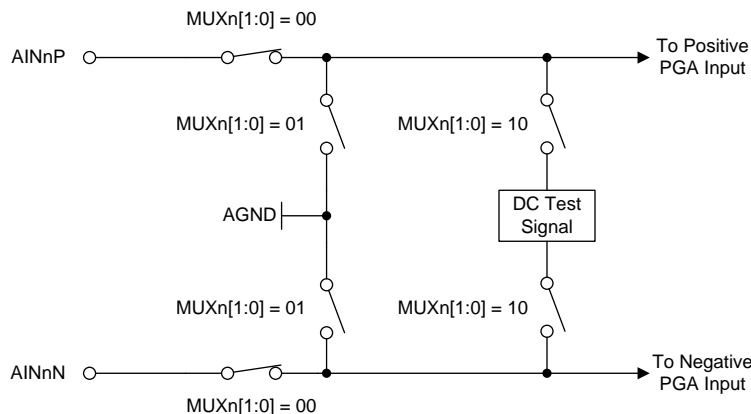 MUXn[1:0] = 00
AINnP
To Positive
PGA Input
MUXn[1:0] = 01
MUXn[1:0] = 10
AGND
DC Test
Signal
MUXn[1:0] = 01
MUXn[1:0] = 10
AINnN
To Negative
PGA Input
MUXn[1:0] = 00